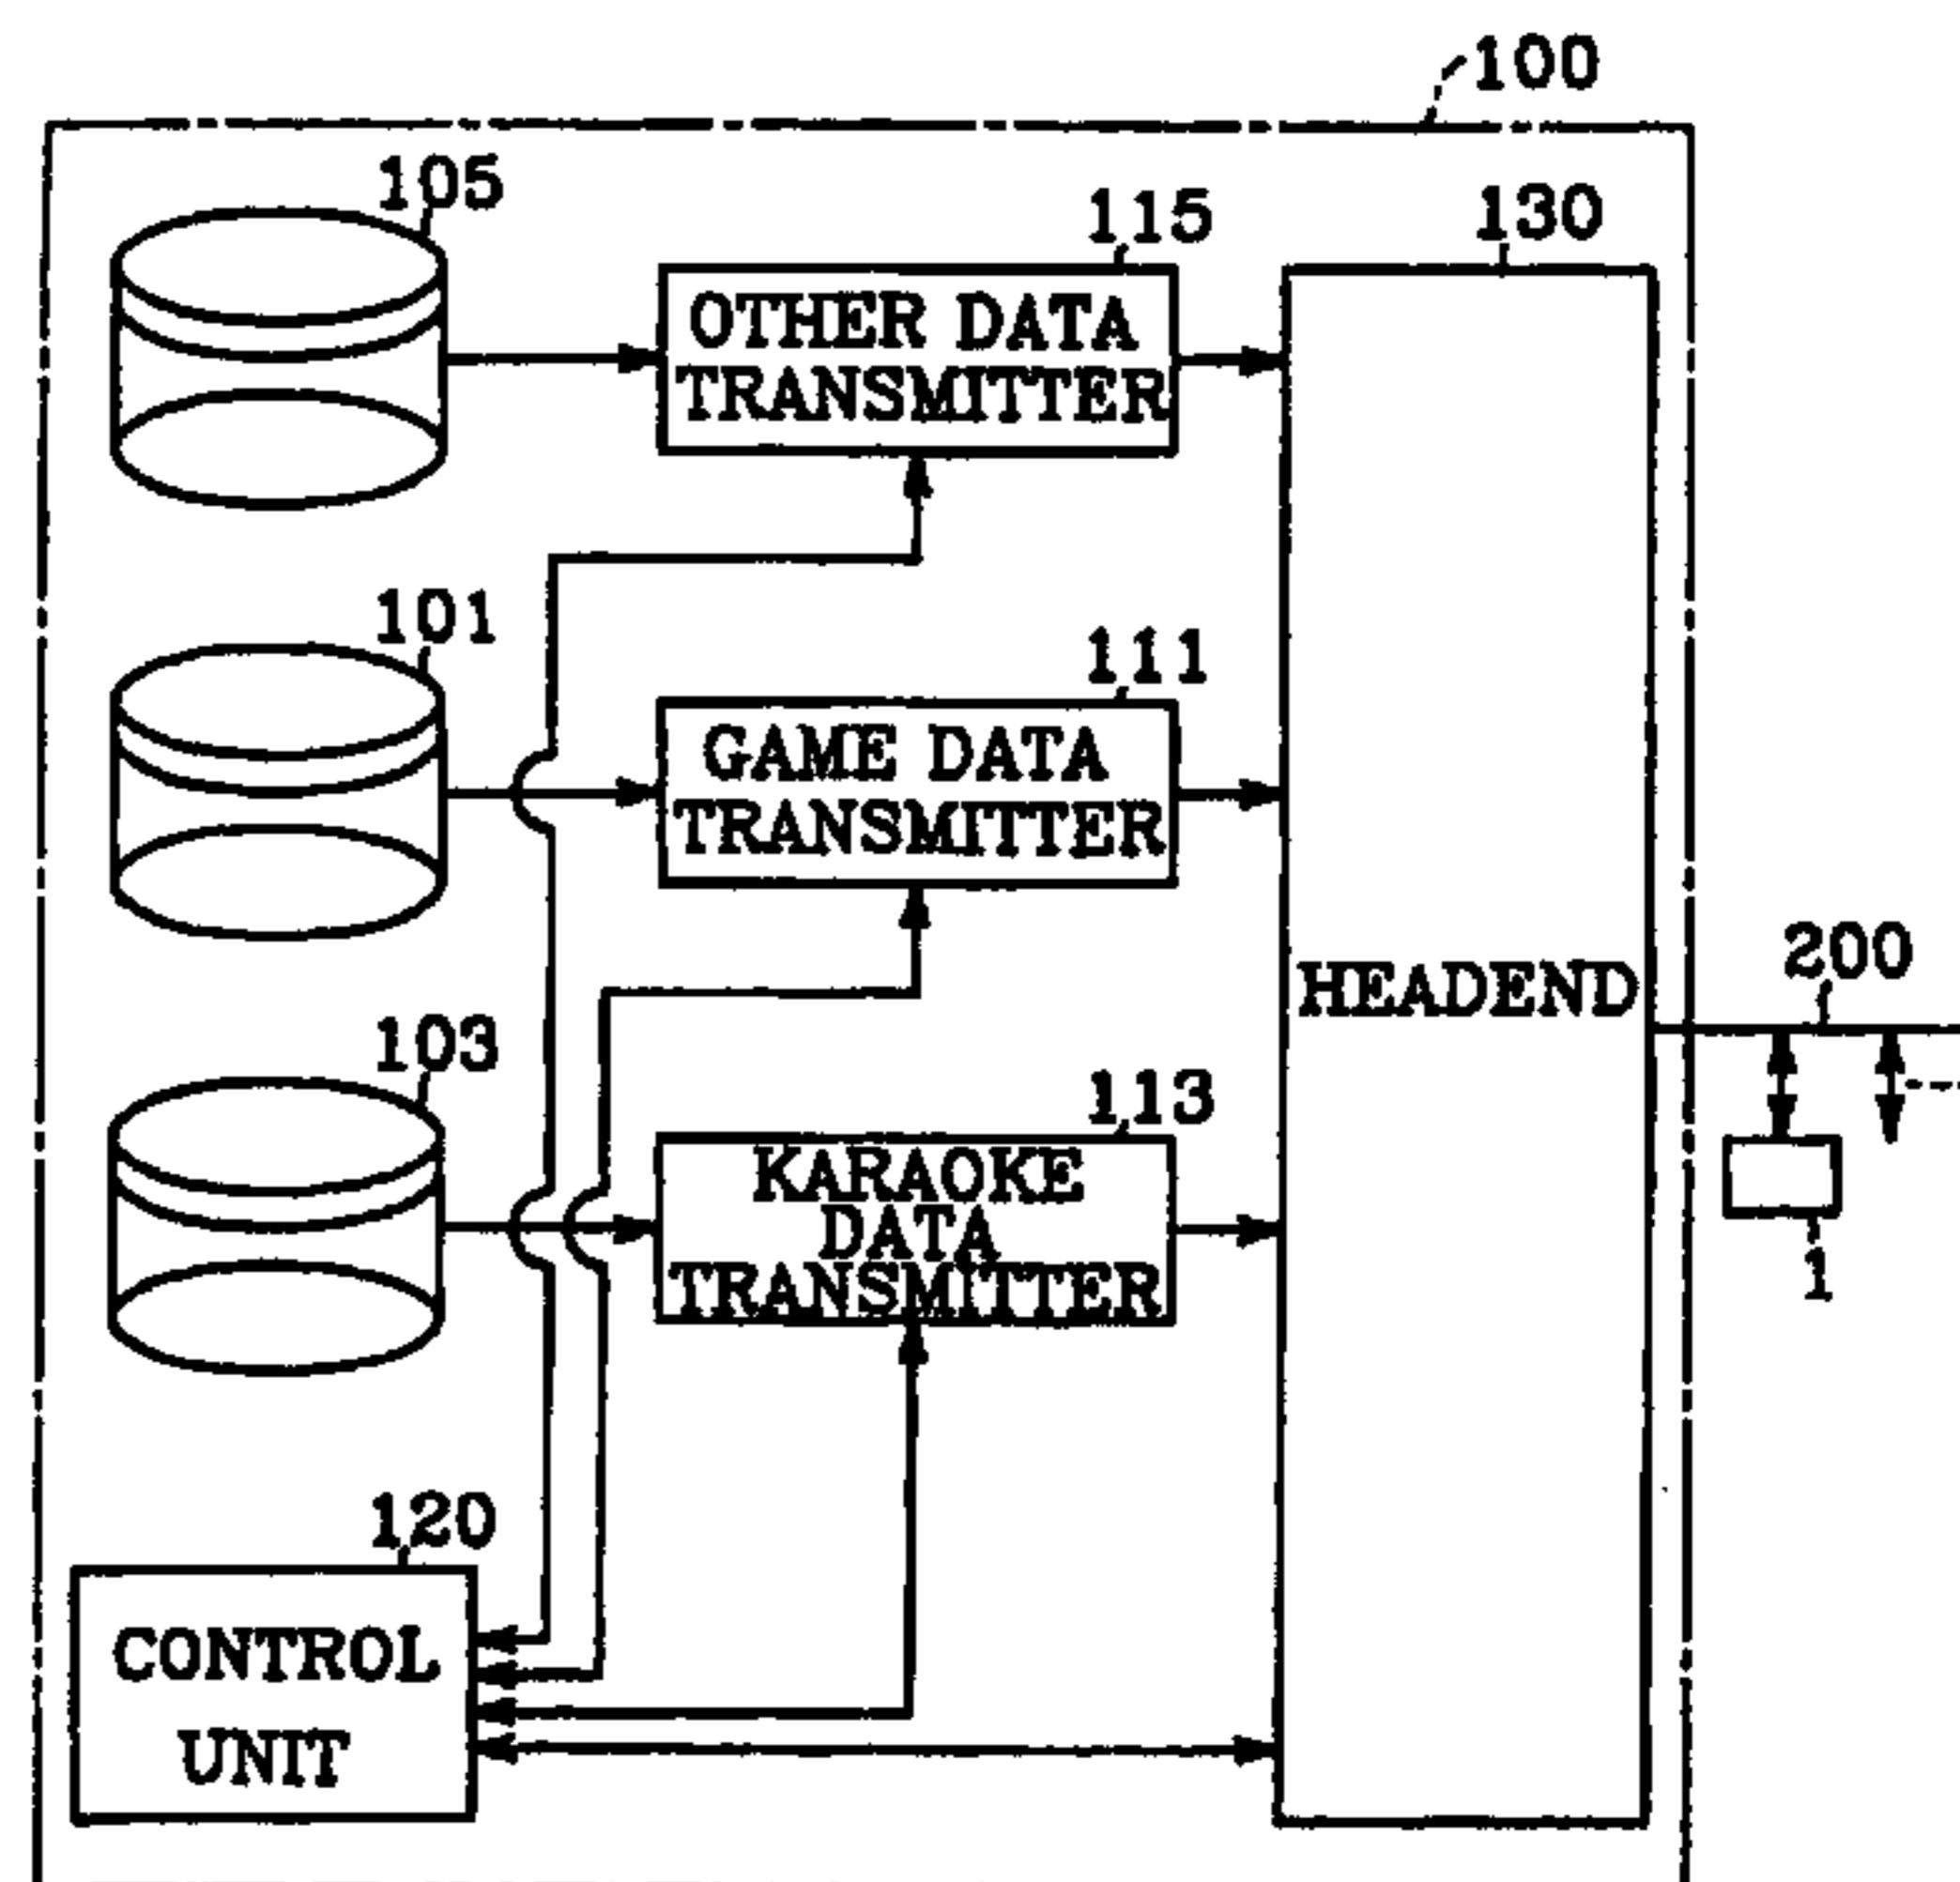 100
105
115
130
OTHER DATA
TRANSMITTER
101
111
GAME DATA
TRANSMITTER
200
HEADEND
103
113
KARAOKE
DATA
TRANSMITTER
1
120
CONTROL
UNIT